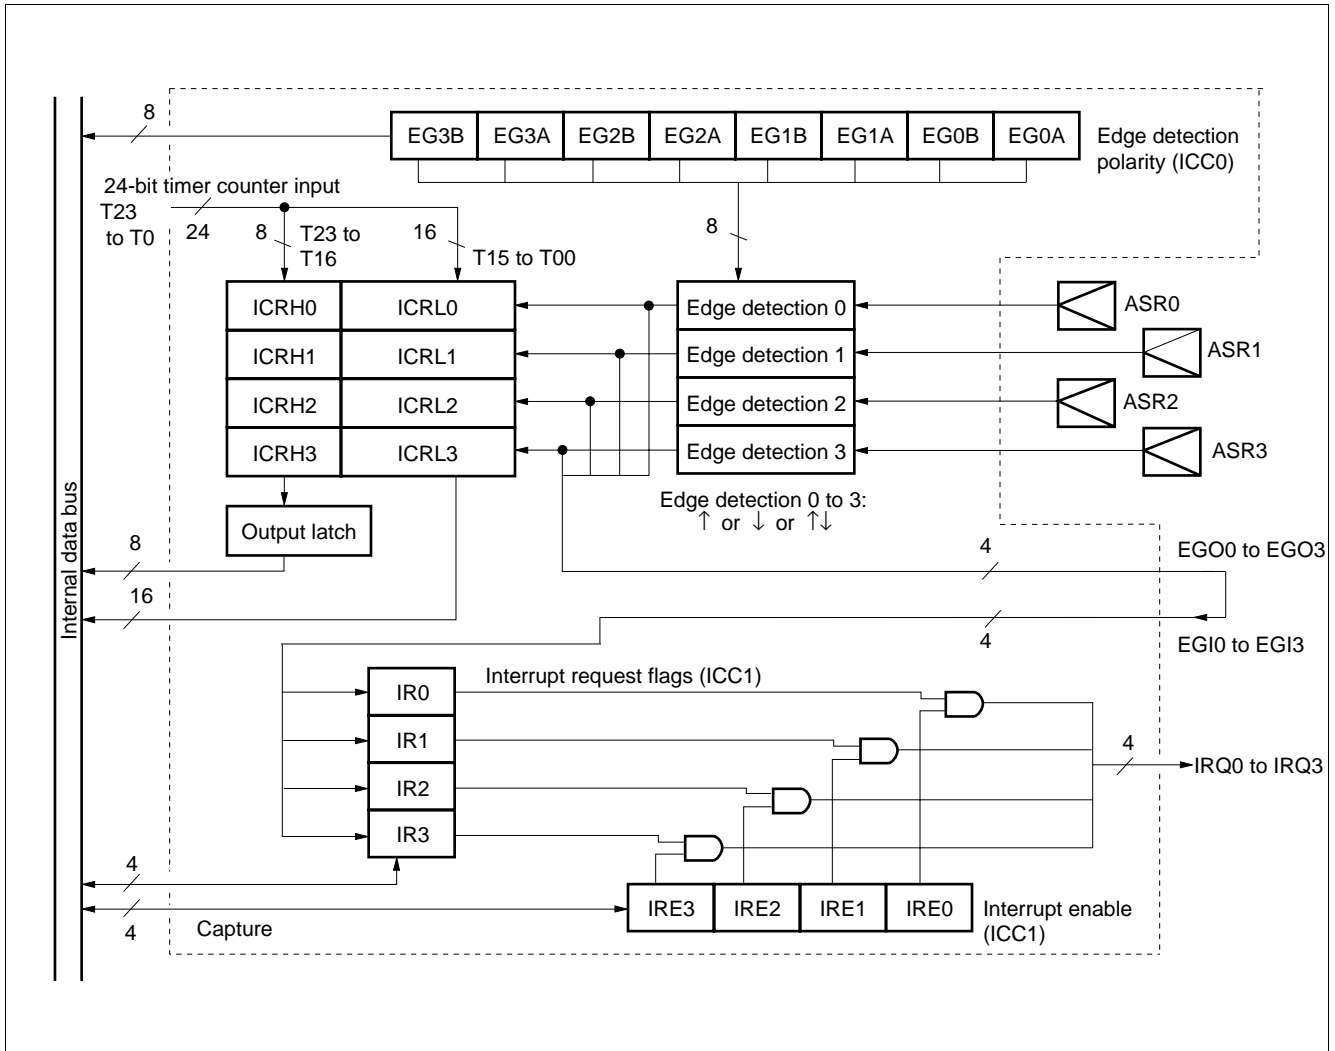 8
EG3B EG3A EG2B EG2A EG1B EG1A EG0B EG0A
Edge detection
polarity (ICC0)
24-bit timer counter input
T23
to T0
24
8
T23 to
T16
16
T15 to T00
8
ICRH0 ICRL0
ICRH1 ICRL1
ICRH2 ICRL2
ICRH3 ICRL3
Edge detection 0
Edge detection 1
Edge detection 2
Edge detection 3
ASR0
ASR1
ASR2
ASR3
Edge detection 0 to 3:
↑ or ↓ or ↑↓
Output latch
8
16
Internal data bus
4
EGO0 to EGO3
4
EGI0 to EGI3
Interrupt request flags (ICC1)
IR0
IR1
IR2
IR3
4
IRQ0 to IRQ3
4
4
Capture
IRE3 IRE2 IRE1 IRE0
Interrupt enable
(ICC1)